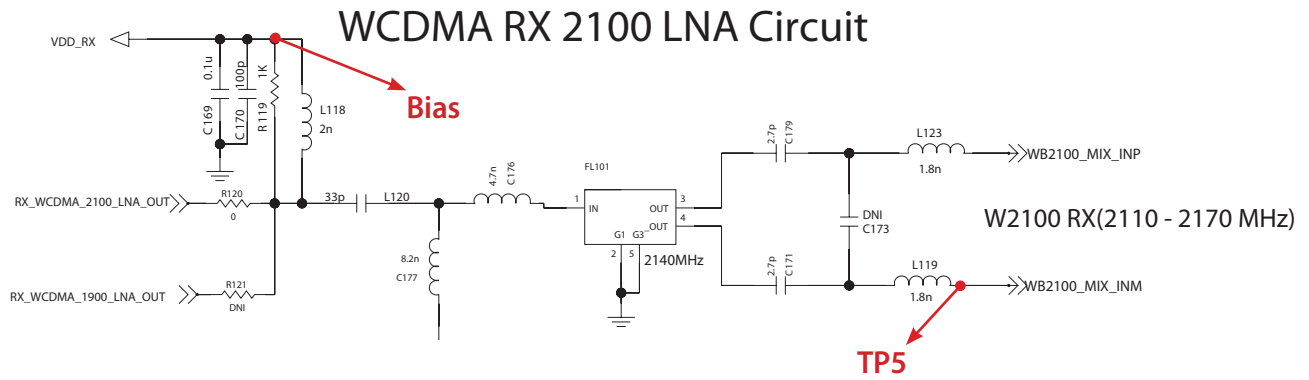 WCDMA RX 2100 LNA Circuit
VDD_RX
0.1u
C169
100p
C170
1K
R119
L118
2n
Bias
RX_WCDMA_2100_LNA_OUT
R120
0
33p
L120
4.7n
C176
8.2n
C177
RX_WCDMA_1900_LNA_OUT
R121
DNI
FL101
1
IN
OUT
3
_OUT
4
G1
G3
2
5
2140MHz
2.7p
C179
L123
1.8n
WB2100_MIX_INP
DNI
C173
W2100 RX(2110 - 2170 MHz)
2.7p
C171
L119
1.8n
WB2100_MIX_INM
TP5